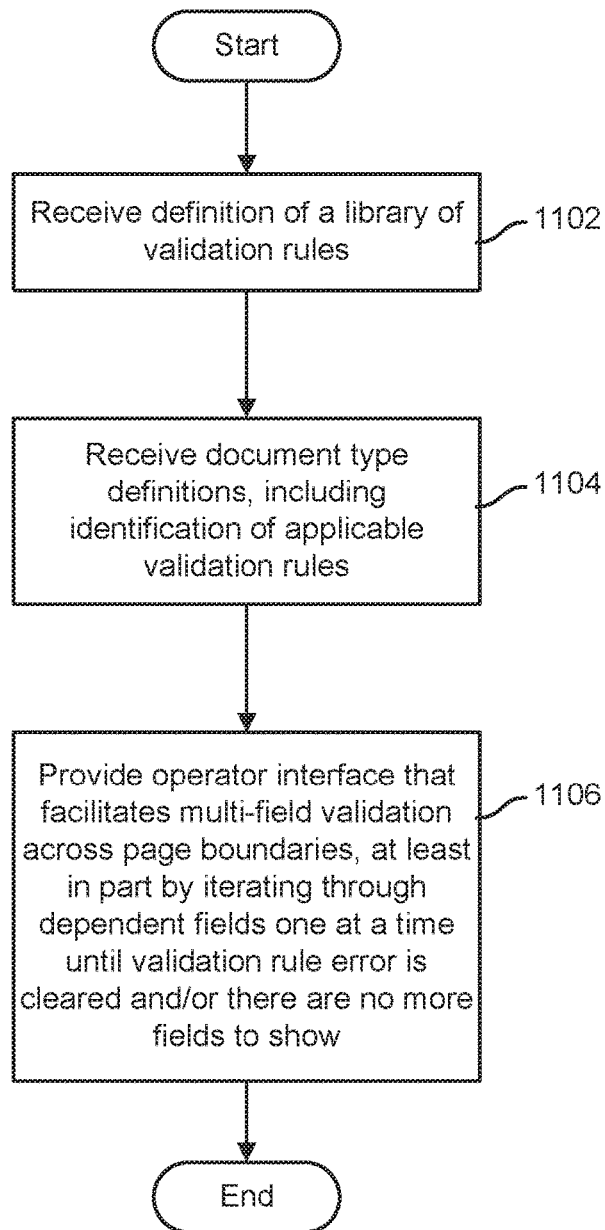 Start
Receive definition of a library of
validation rules
1102
Receive document type
definitions, including
identification of applicable
validation rules
1104
Provide operator interface that
facilitates multi-field validation
across page boundaries, at least
in part by iterating through
dependent fields one at a time
until validation rule error is
cleared and/or there are no more
fields to show
1106
End